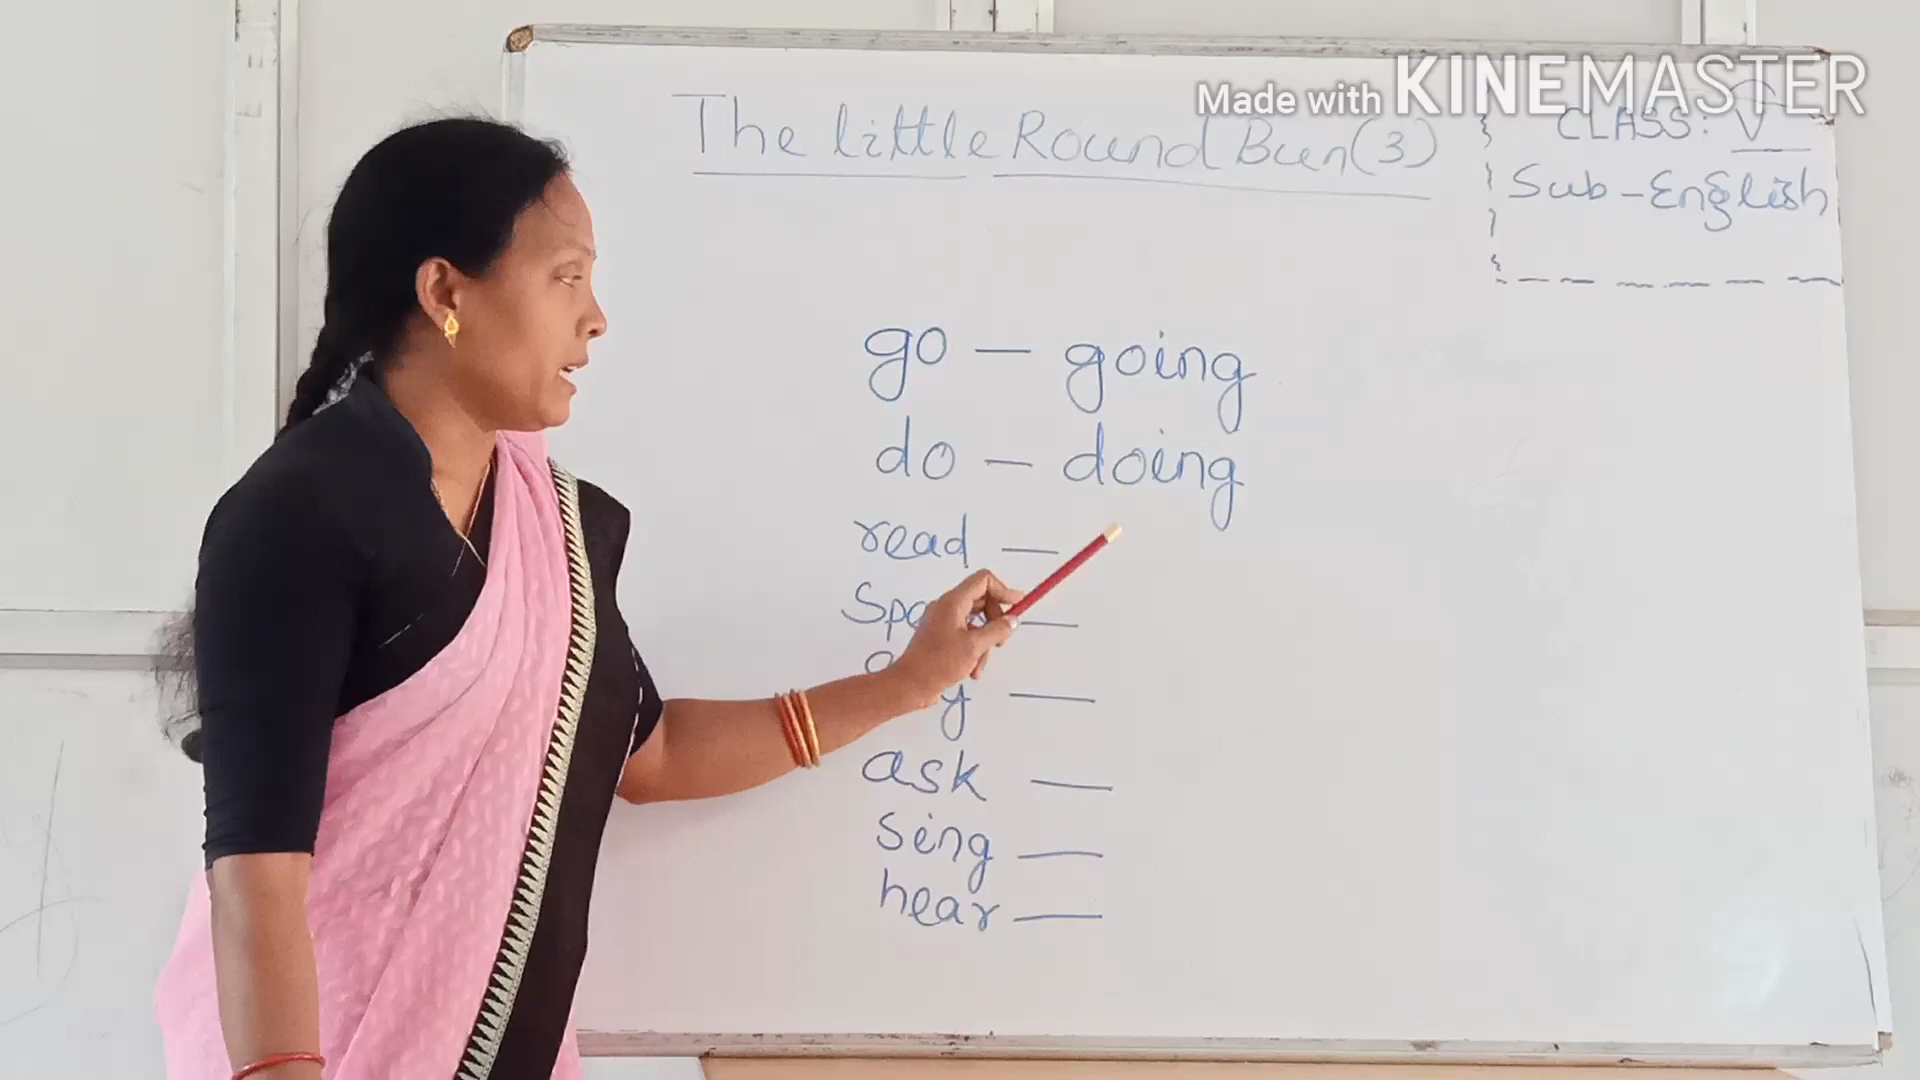 Made with KINEMASTER
The little Round Bun (3)
CLASS: V
Sub - English
go — going
do — doing
read —
—
—
ask —
sing —
hear —